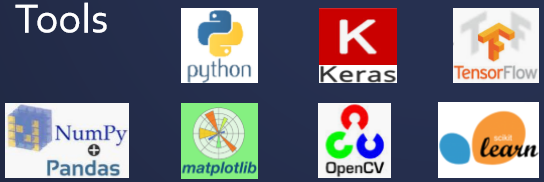 Tools
python
K
Keras
TensorFlow
NumPy
+
Pandas
matplotlib
OpenCV
scikit
learn